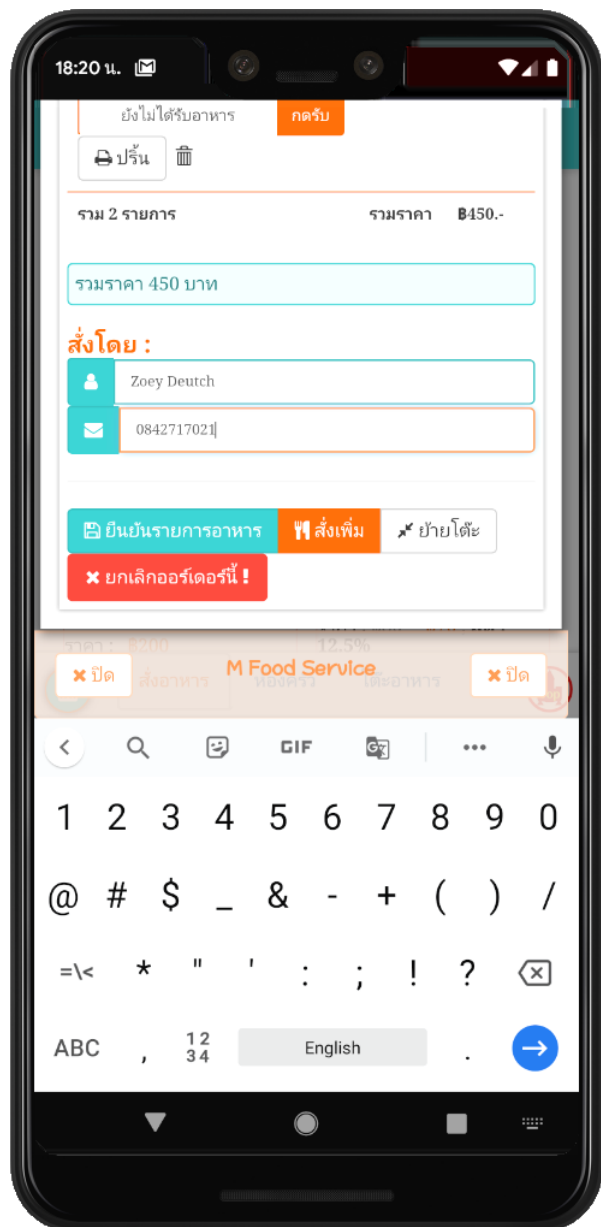 18:20 น.
ยังไม่ได้รับอาหาร กดรับ
ปริ้น
รวม 2 รายการ รวมราคา ฿450.-
รวมราคา 450 บาท
สั่งโดย :
Zoey Deutch
0842717021
ยืนยันรายการอาหาร สั่งเพิ่ม ย้ายโต๊ะ
ยกเลิกออร์เดอร์นี้ !
ราคา : ฿200 12.5%
ปิด สั่งอาหาร M Food Service ห้องครัว โต๊ะอาหาร ปิด
GIF
1 2 3 4 5 6 7 8 9 0
@ # $ _ & - + ( ) /
=\< * " ' : ; ! ?
ABC , 12 34 English .